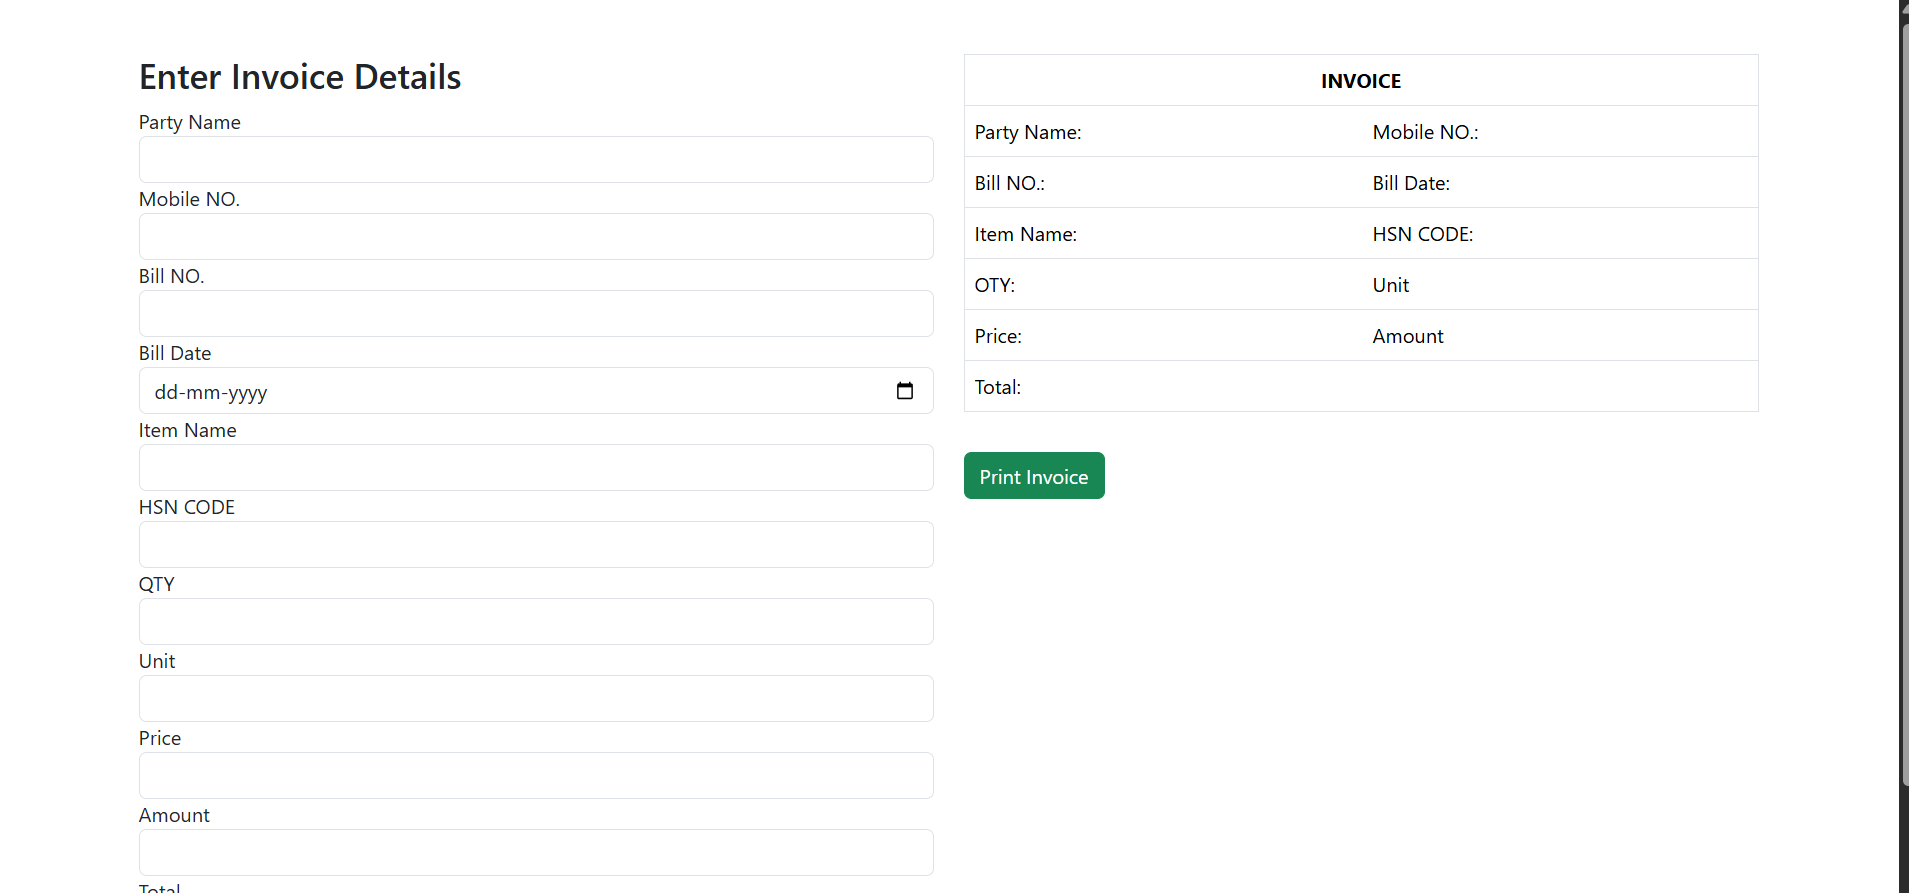 Enter Invoice Details
Party Name
Mobile NO.
Bill NO.
Bill Date
dd-mm-yyyy
Item Name
HSN CODE
QTY
Unit
Price
Amount
Total
INVOICE
Party Name: Mobile NO.:
Bill NO.: Bill Date:
Item Name: HSN CODE:
OTY: Unit
Price: Amount
Total:
Print Invoice